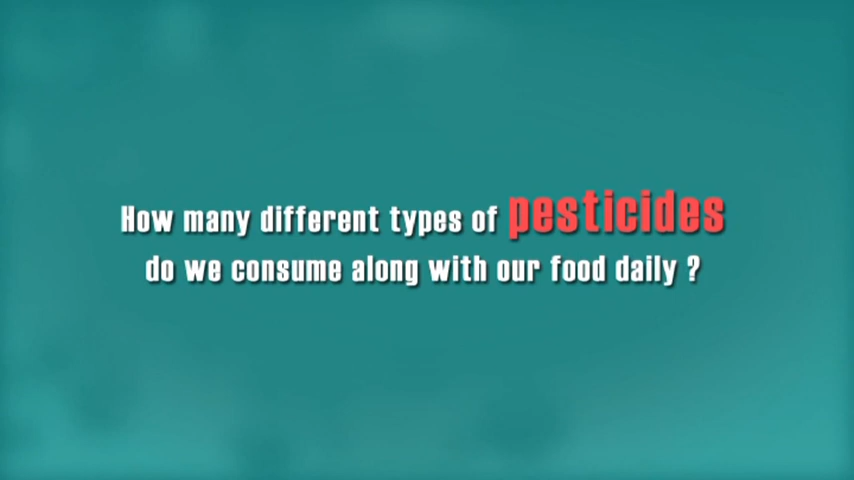 How many different types of pesticides
do we consume along with our food daily ?